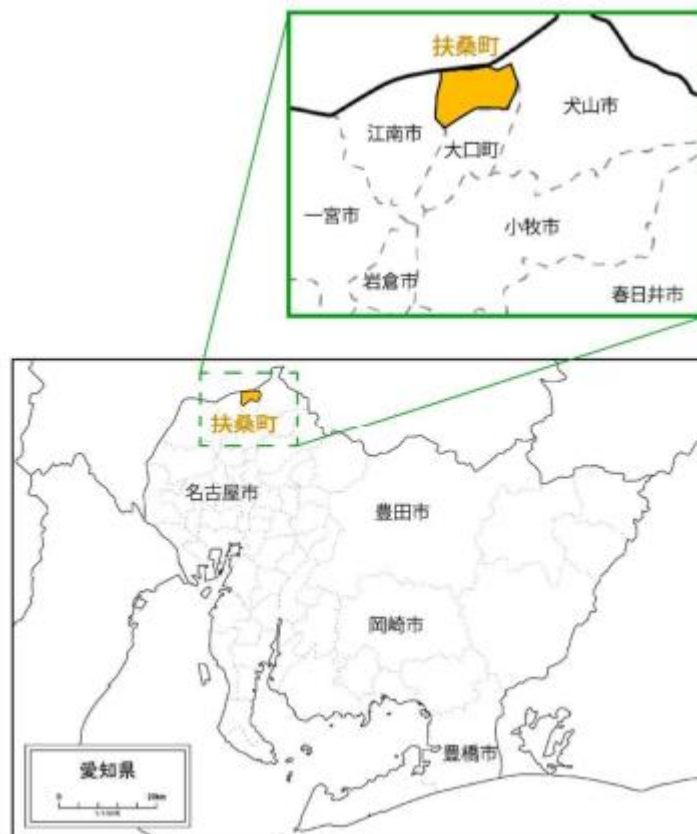 扶桑町
犬山市
江南市
大口町
一宮市
小牧市
岩倉市
春日井市
扶桑町
名古屋市
豊田市
岡崎市
豊橋市
愛知県
0
20km